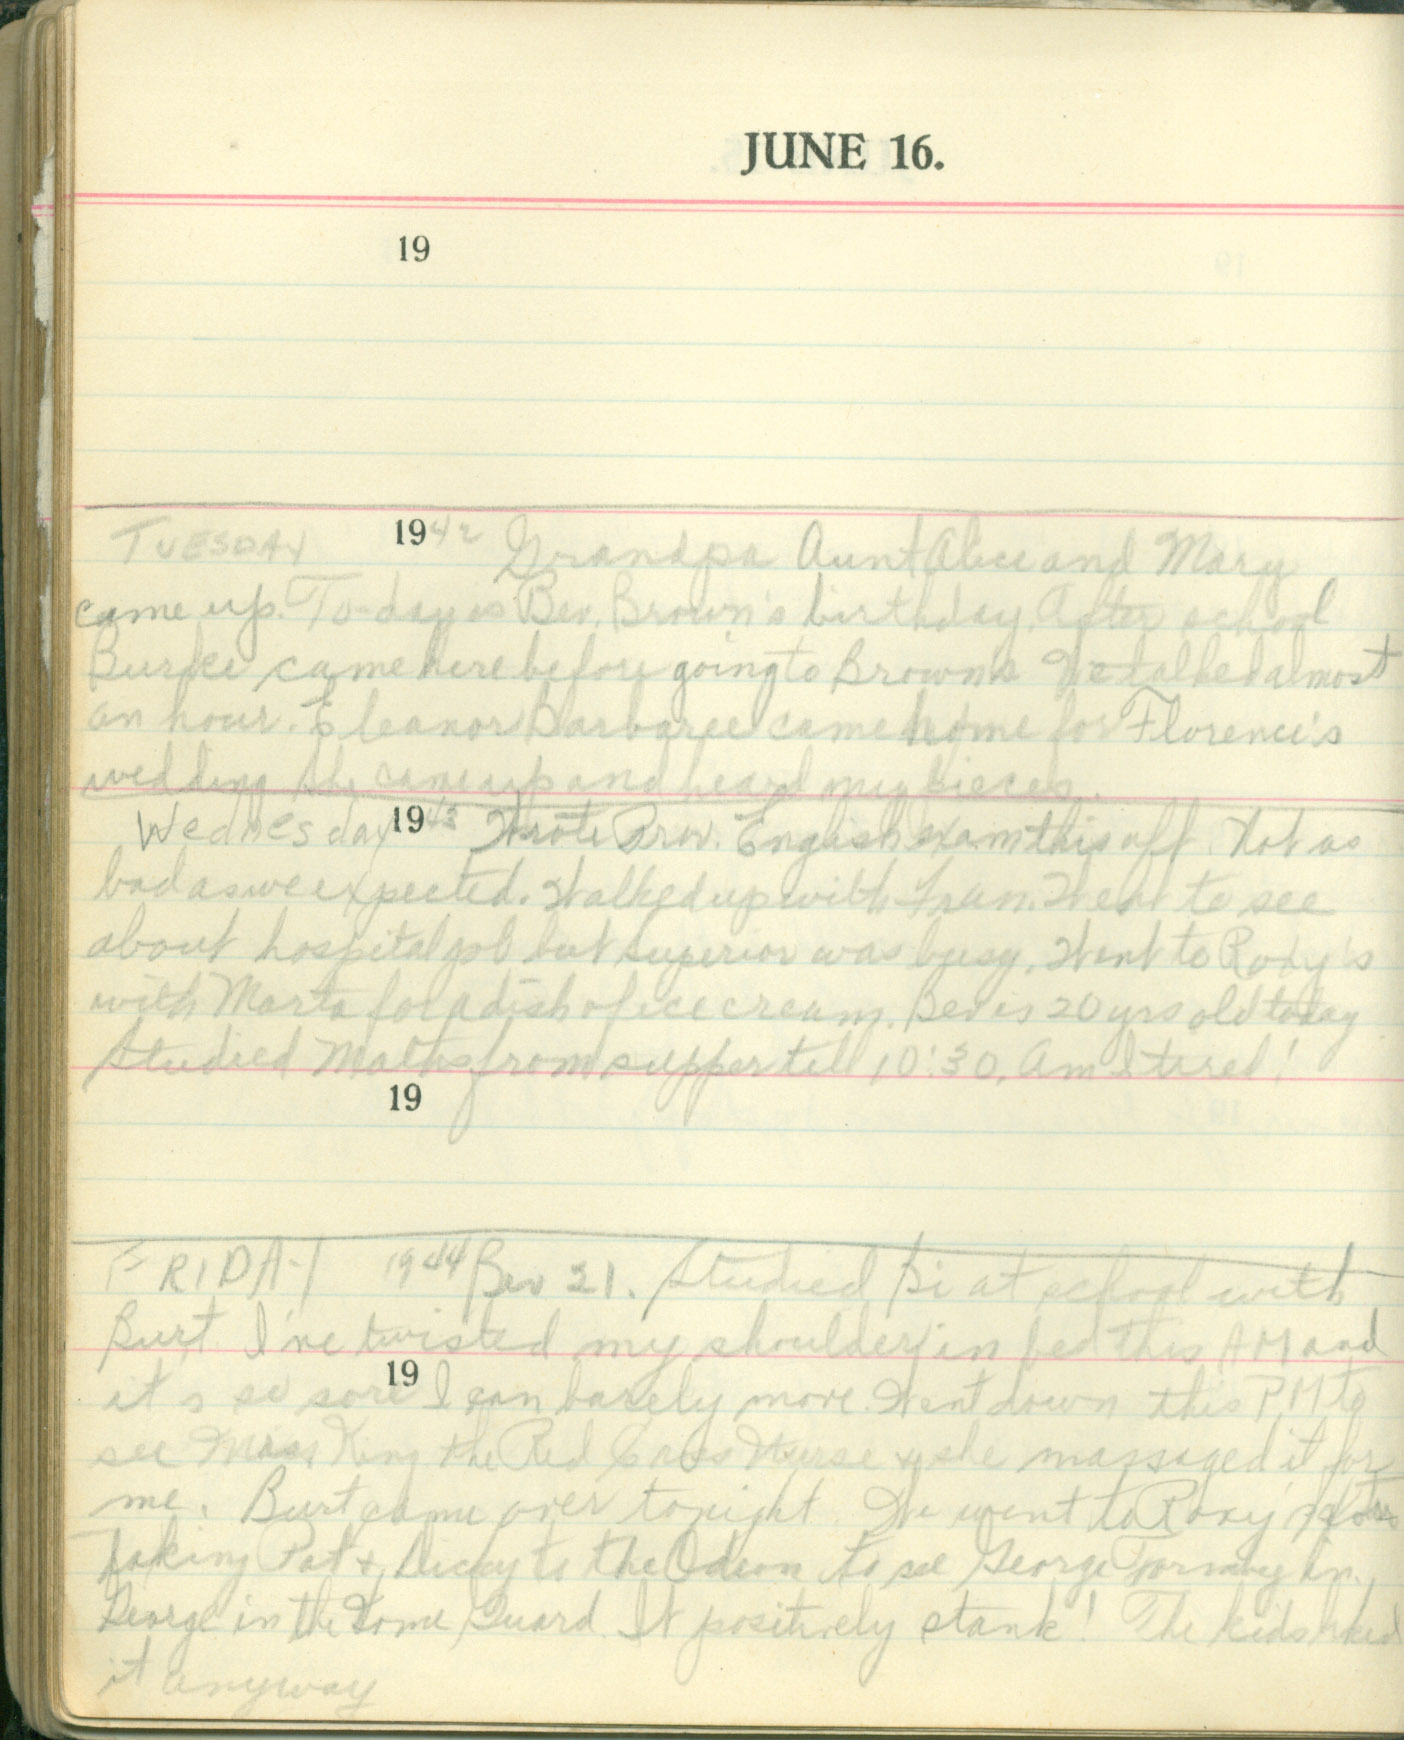 JUNE 16.
19
TUESDAY 1942 Grandpa Aunt Alice and Mary
came up. To-day is Bev. Brown's birthday. After school
Burke came here before going to Browns. We talked almost
an hour. Eleanor Barbaree came home for Florence's
wedding she came up and heard my pieces.
Wednesday 1943 Wrote Prov. English exam this aft. Not as
bad as we expected. Walked up with Fran. Went to see
about hospital job but Superior was busy. Went to Roxy's
with Marta for a dish of ice cream. Bev is 20 yrs old today
Studied Maths from supper till 10:30. Am I tired!
19
FRIDAY 1944 Bev 21. Studied Bi at school with
Burt I've twisted my shoulder in bed this AM and
19
it's so sore I can barely move. Went down this PM to
see Miss King the Red Cross Nurse & she massaged it for
me. Burt came over tonight. We went to Roxy
Taking Pat & to the Odeon to see George Formby in.
George in the Home Guard. It positively stank! The kids liked
it anyway